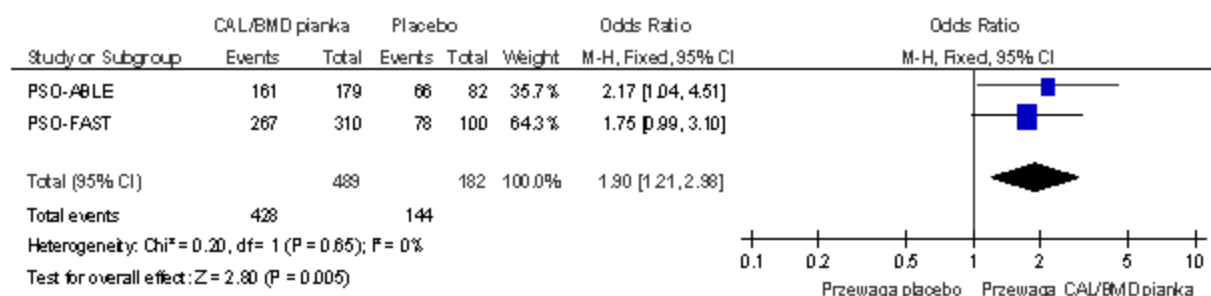 CAL/BMD pianka Placebo Odds Ratio Odds Ratio
Study or Subgroup Events Total Events Total Weight M-H, Fixed, 95% CI M-H, Fixed, 95% CI
PSO-ABLE 161 179 66 82 35.7% 2.17 [1.04, 4.51]
PSO-FAST 267 310 78 100 64.3% 1.75 [0.99, 3.10]
Total (95% CI) 489 182 100.0% 1.90 [1.21, 2.98]
Total events 428 144
Heterogeneity: Chi² = 0.20, df = 1 (P = 0.65); I² = 0%
Test for overall effect: Z = 2.80 (P = 0.005)
0.1 0.2 0.5 1 2 5 10
Przewaga placebo Przewaga CAL/BMD pianka